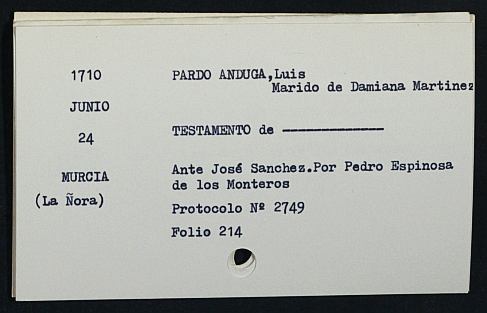 1710
JUNIO
24
MURCIA
(La Ñora)
PARDO ANDUGA,Luis
Marido de Damiana Martinez
TESTAMENTO de ---------------
Ante José Sanchez.Por Pedro Espinosa
de los Monteros
Protocolo Nº 2749
Folio 214